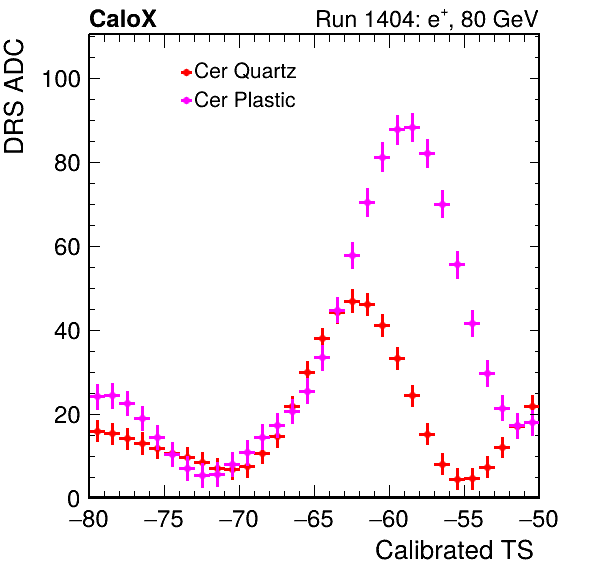 CaloX Run 1404: e⁺, 80 GeV
DRS ADC
Cer Quartz
Cer Plastic
100
80
60
40
20
0
−80 −75 −70 −65 −60 −55 −50
Calibrated TS